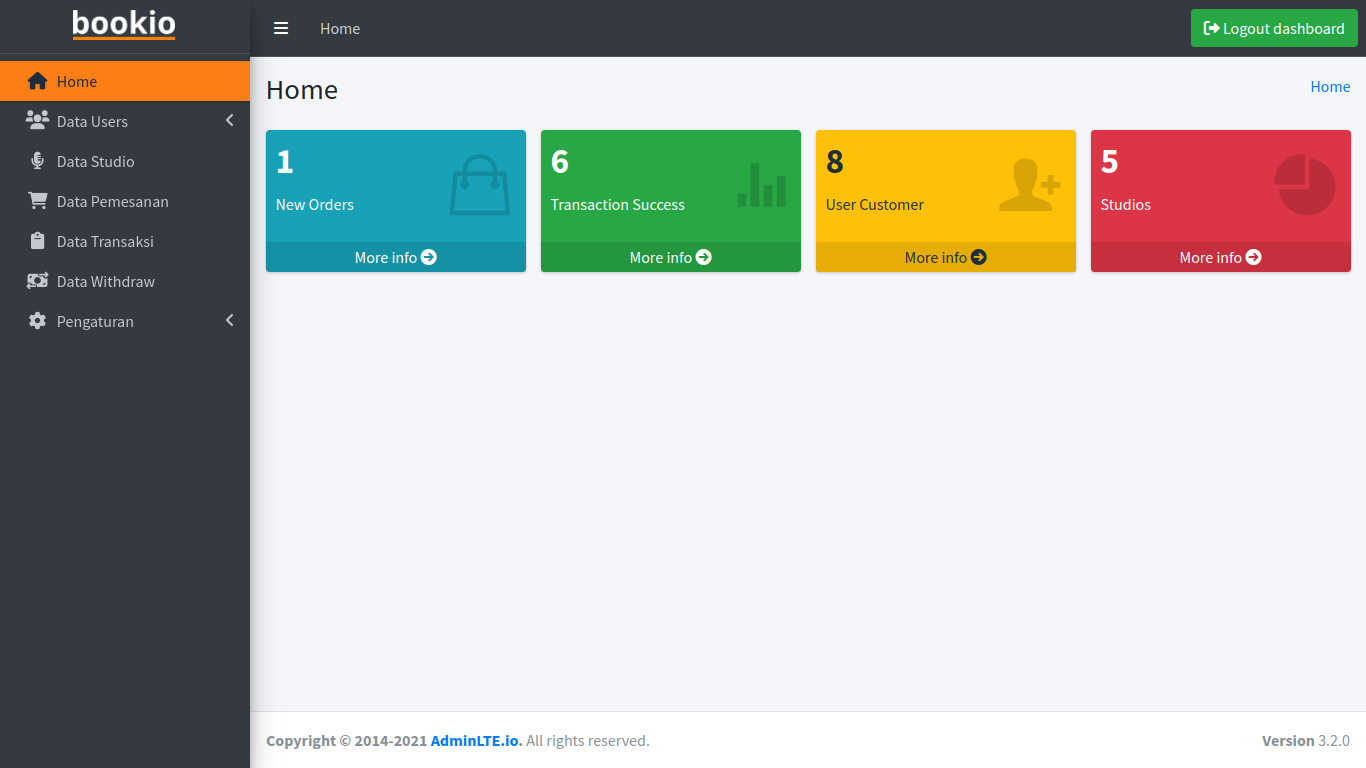 bookio
Home
Logout dashboard
Home
Data Users
Data Studio
Data Pemesanan
Data Transaksi
Data Withdraw
Pengaturan
Home
Home
1
New Orders
More info
6
Transaction Success
More info
8
User Customer
More info
5
Studios
More info
Copyright © 2014-2021 AdminLTE.io. All rights reserved.
Version 3.2.0